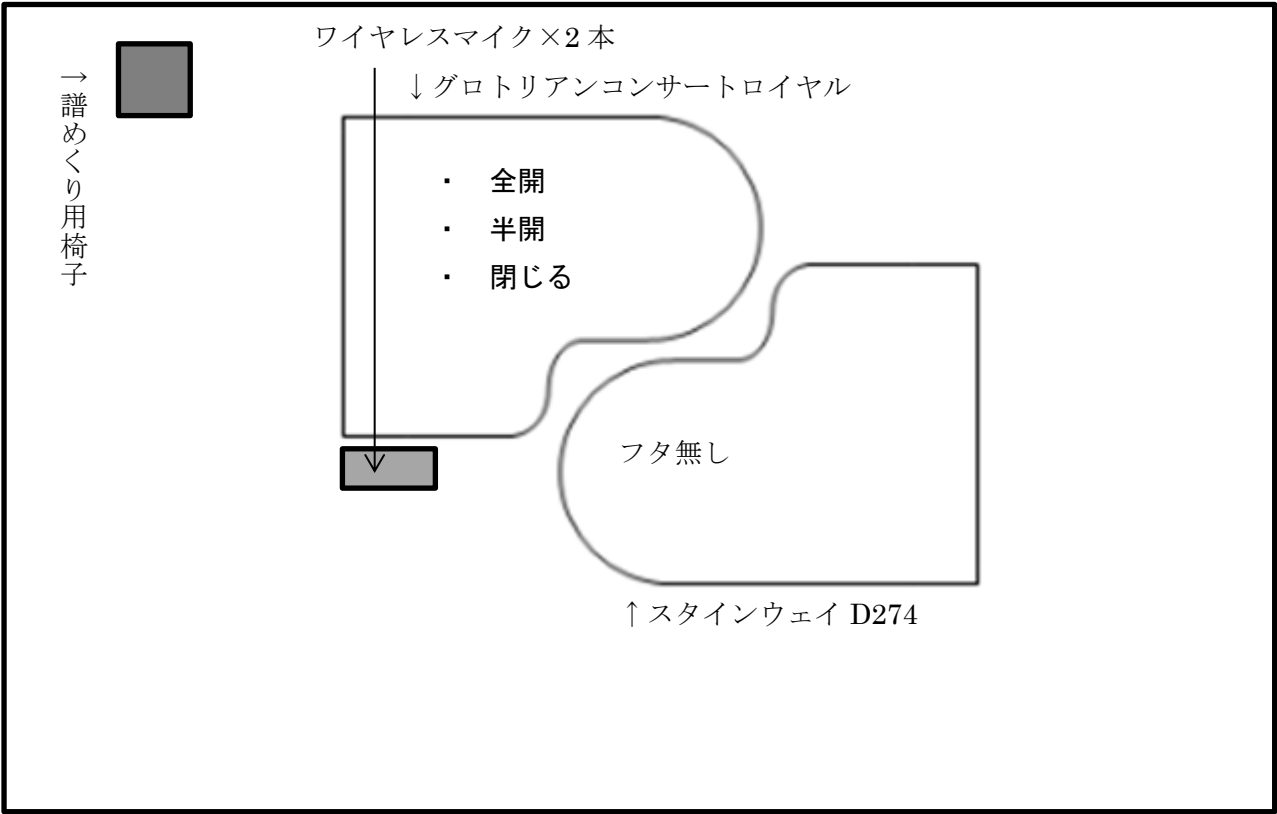 ワイヤレスマイク×2本
↓グロトリアンコンサートロイヤル
→譜めくり用椅子
・ 全開
・ 半開
・ 閉じる
フタ無し
↑スタインウェイ D274